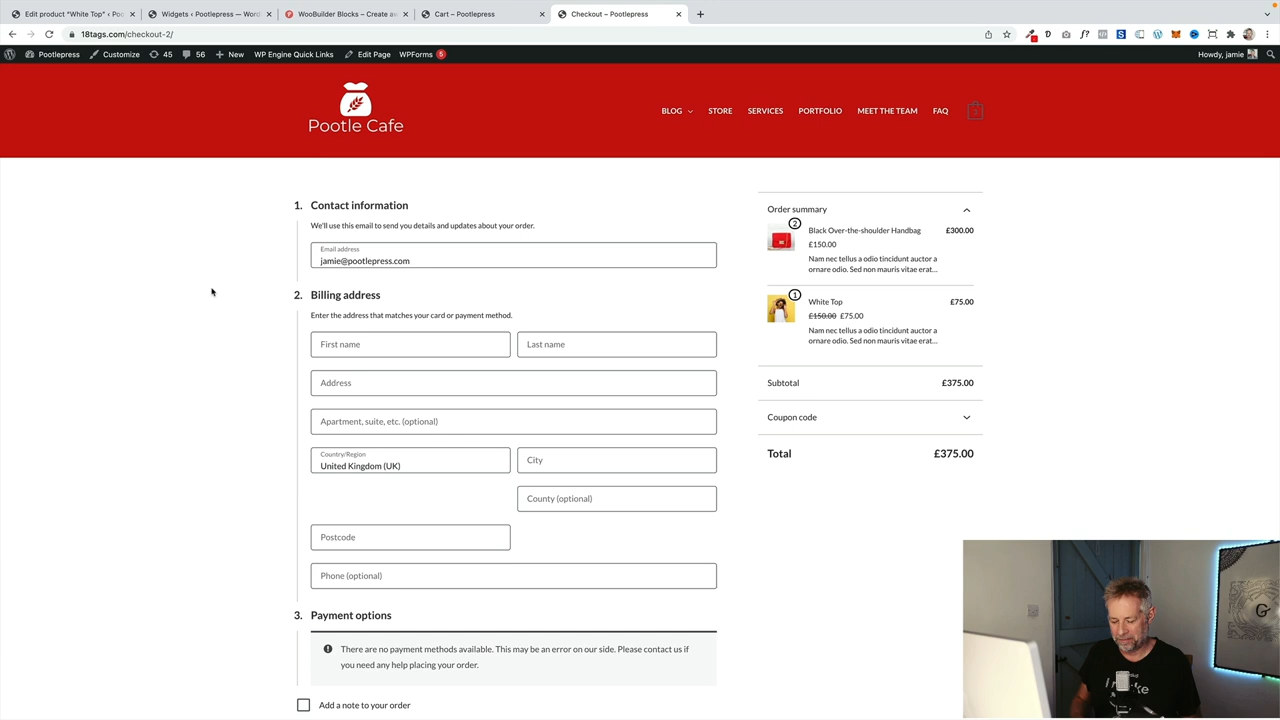 Edit product "White Top" ‹ Poo
Widgets ‹ Pootlepress — Word
WooBuilder Blocks – Create a
Cart – Pootlepress
Checkout – Pootlepress
18tags.com/checkout-2/
Pootlepress
Customize
45
56
New
WP Engine Quick Links
Edit Page
WPForms 5
Howdy, jamie
Pootle Cafe
BLOG
STORE
SERVICES
PORTFOLIO
MEET THE TEAM
FAQ
3
1. Contact information
We'll use this email to send you details and updates about your order.
Email address
jamie@pootlepress.com
2. Billing address
Enter the address that matches your card or payment method.
First name
Last name
Address
Apartment, suite, etc. (optional)
Country/Region
United Kingdom (UK)
City
County (optional)
Postcode
Phone (optional)
3. Payment options
There are no payment methods available. This may be an error on our side. Please contact us if
you need any help placing your order.
Add a note to your order
Order summary
2
Black Over-the-shoulder Handbag
£300.00
£150.00
Nam nec tellus a odio tincidunt auctor a
ornare odio. Sed non mauris vitae erat...
1
White Top
£75.00
£150.00 £75.00
Nam nec tellus a odio tincidunt auctor a
ornare odio. Sed non mauris vitae erat...
Subtotal
£375.00
Coupon code
Total
£375.00